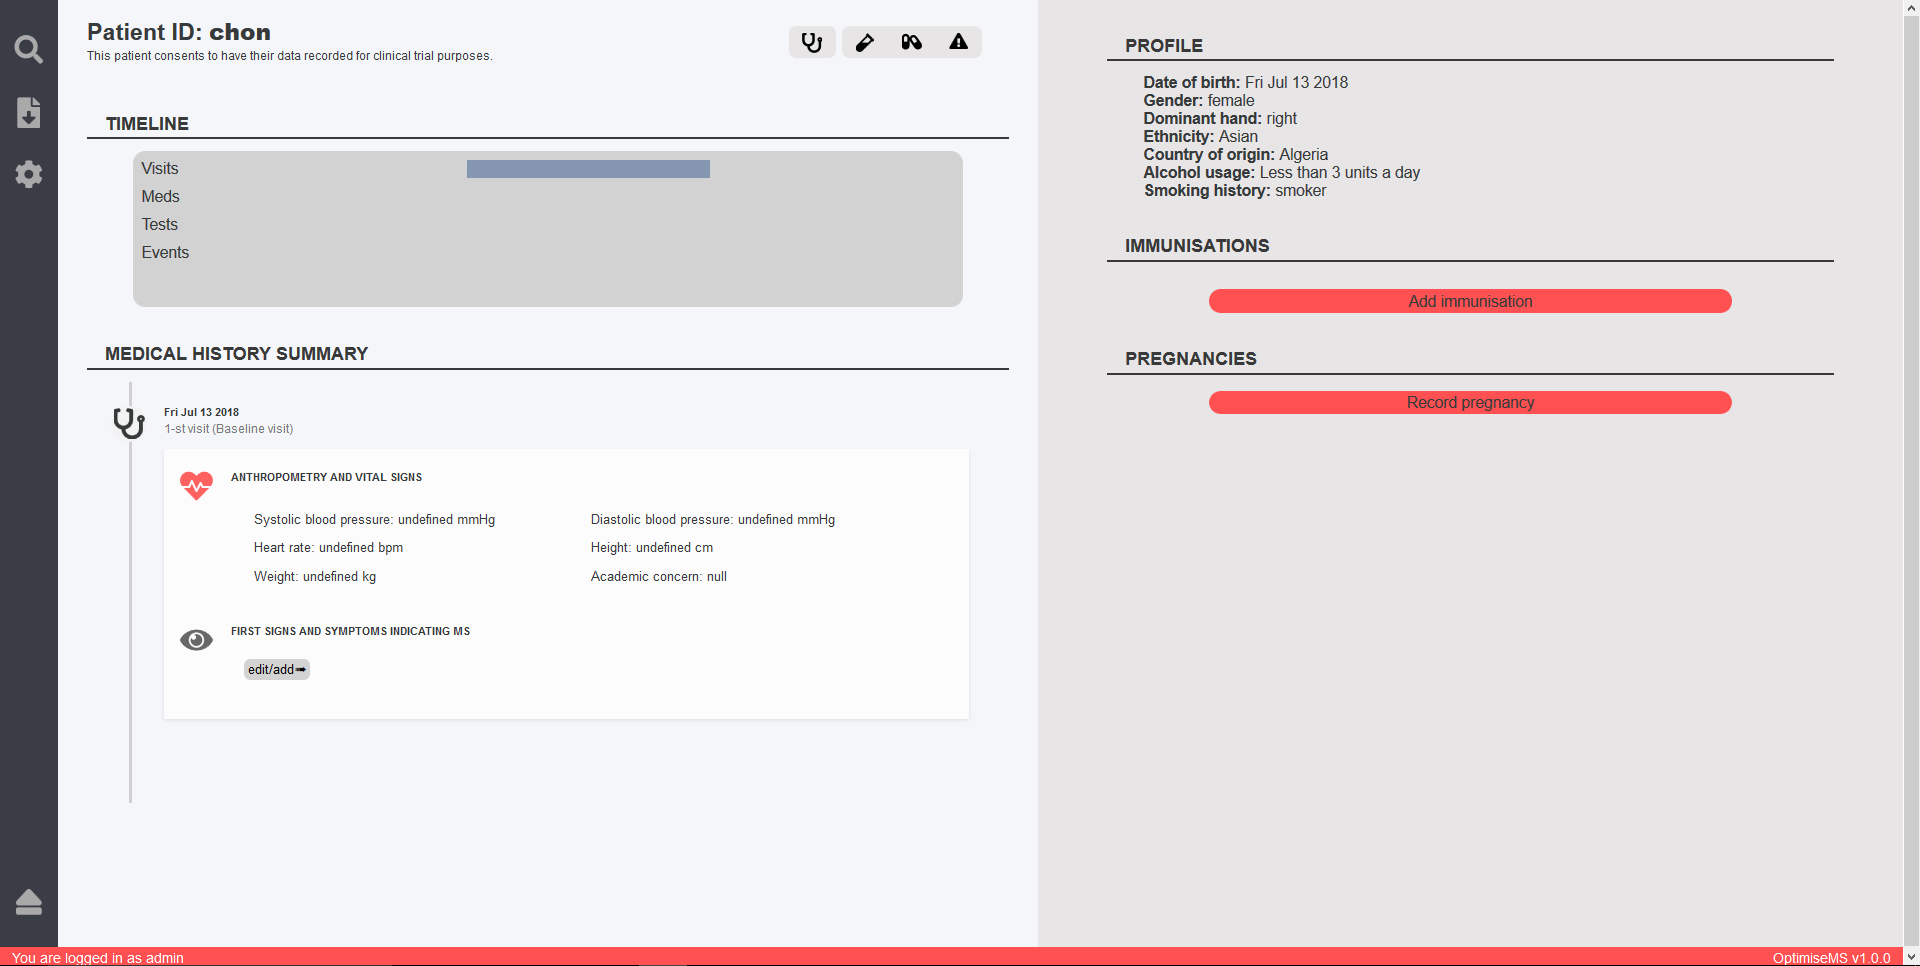 Patient ID: chon
This patient consents to have their data recorded for clinical trial purposes.
TIMELINE
Visits
Meds
Tests
Events
MEDICAL HISTORY SUMMARY
Fri Jul 13 2018
1-st visit (Baseline visit)
ANTHROPOMETRY AND VITAL SIGNS
Systolic blood pressure: undefined mmHg
Diastolic blood pressure: undefined mmHg
Heart rate: undefined bpm
Height: undefined cm
Weight: undefined kg
Academic concern: null
FIRST SIGNS AND SYMPTOMS INDICATING MS
edit/add➠
PROFILE
Date of birth: Fri Jul 13 2018
Gender: female
Dominant hand: right
Ethnicity: Asian
Country of origin: Algeria
Alcohol usage: Less than 3 units a day
Smoking history: smoker
IMMUNISATIONS
Add immunisation
PREGNANCIES
Record pregnancy
You are logged in as admin
OptimiseMS v1.0.0